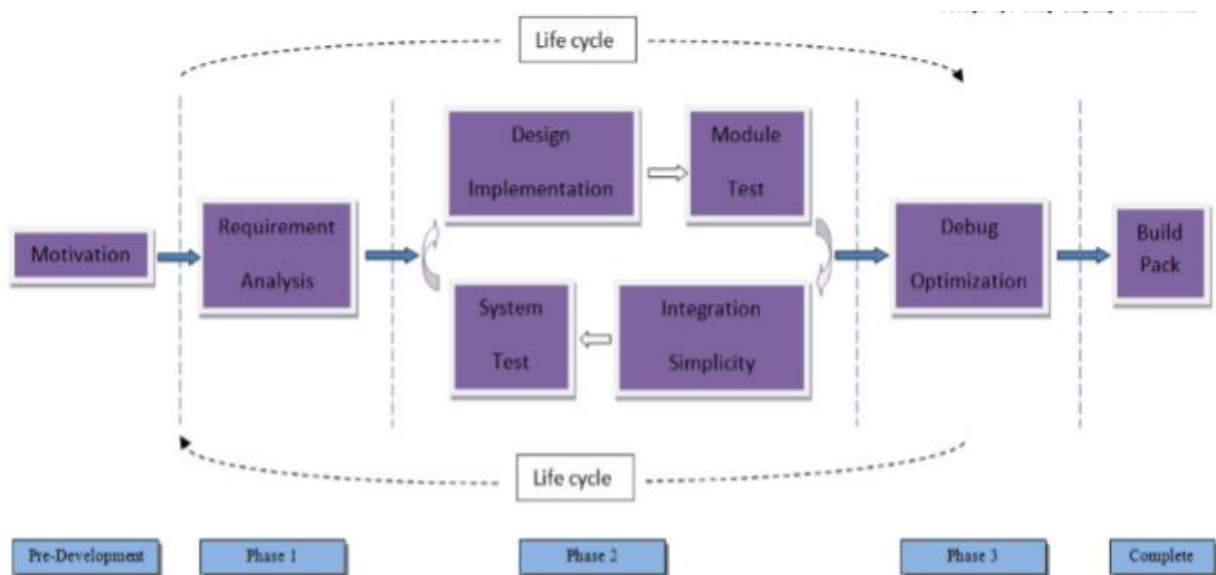 Life cycle
Design
Implementation
Module
Test
Motivation
Requirement
Analysis
Debug
Optimization
Build
Pack
System
Test
Integration
Simplicity
Life cycle
Pre-Development
Phase 1
Phase 2
Phase 3
Complete